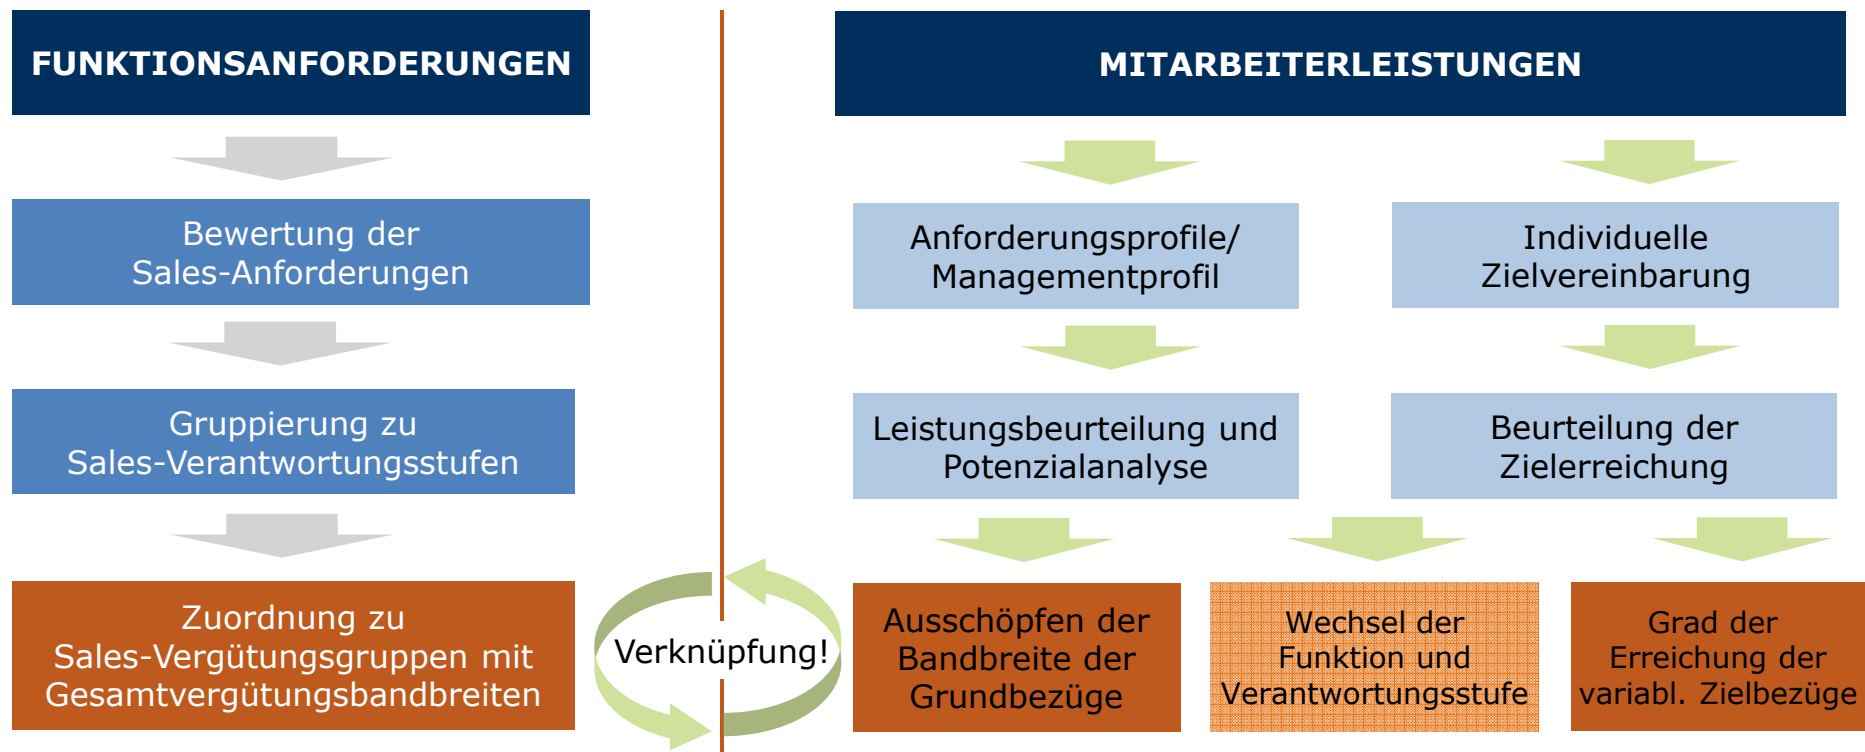 FUNKTIONSANFORDERUNGEN
Bewertung der
Sales-Anforderungen
Gruppierung zu
Sales-Verantwortungsstufen
Zuordnung zu
Sales-Vergütungsgruppen mit
Gesamtvergütungsbandbreiten
Verknüpfung!
MITARBEITERLEISTUNGEN
Anforderungsprofile/
Managementprofil
Leistungsbeurteilung und
Potenzialanalyse
Individuelle
Zielvereinbarung
Beurteilung der
Zielerreichung
Ausschöpfen der
Bandbreite der
Grundbezüge
Wechsel der
Funktion und
Verantwortungsstufe
Grad der
Erreichung der
variabl. Zielbezüge